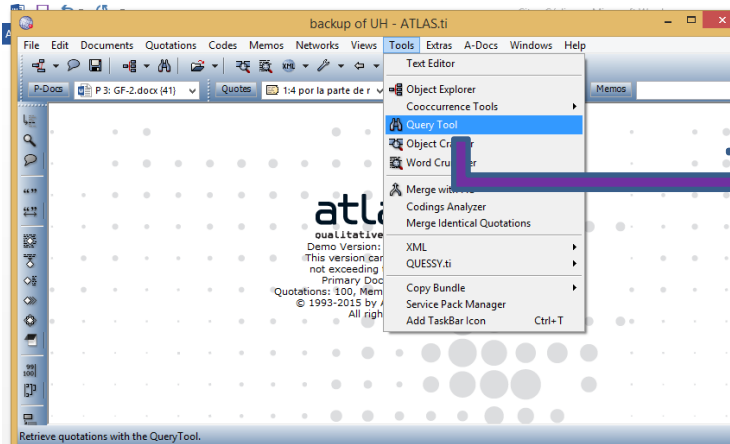 backup of UH - ATLAS.ti
File Edit Documents Quotations Codes Memos Networks Views Tools Extras A-Docs Windows Help
P-Docs P 3: GF-2.docx (41) Quotes 1:4 por la parte de r Memos
Text Editor
Object Explorer
Cooccurrence Tools
Query Tool
Object
Word
Merge with
Codings Analyzer
Merge Identical Quotations
XML
QUESSY.ti
Copy Bundle
Service Pack Manager
Add TaskBar Icon Ctrl+T
qualitative
Demo Version:
This version can
not exceeding
Primary Doc
Quotations: 100, Mem
© 1993-2015 by
All righ
Retrieve quotations with the QueryTool.